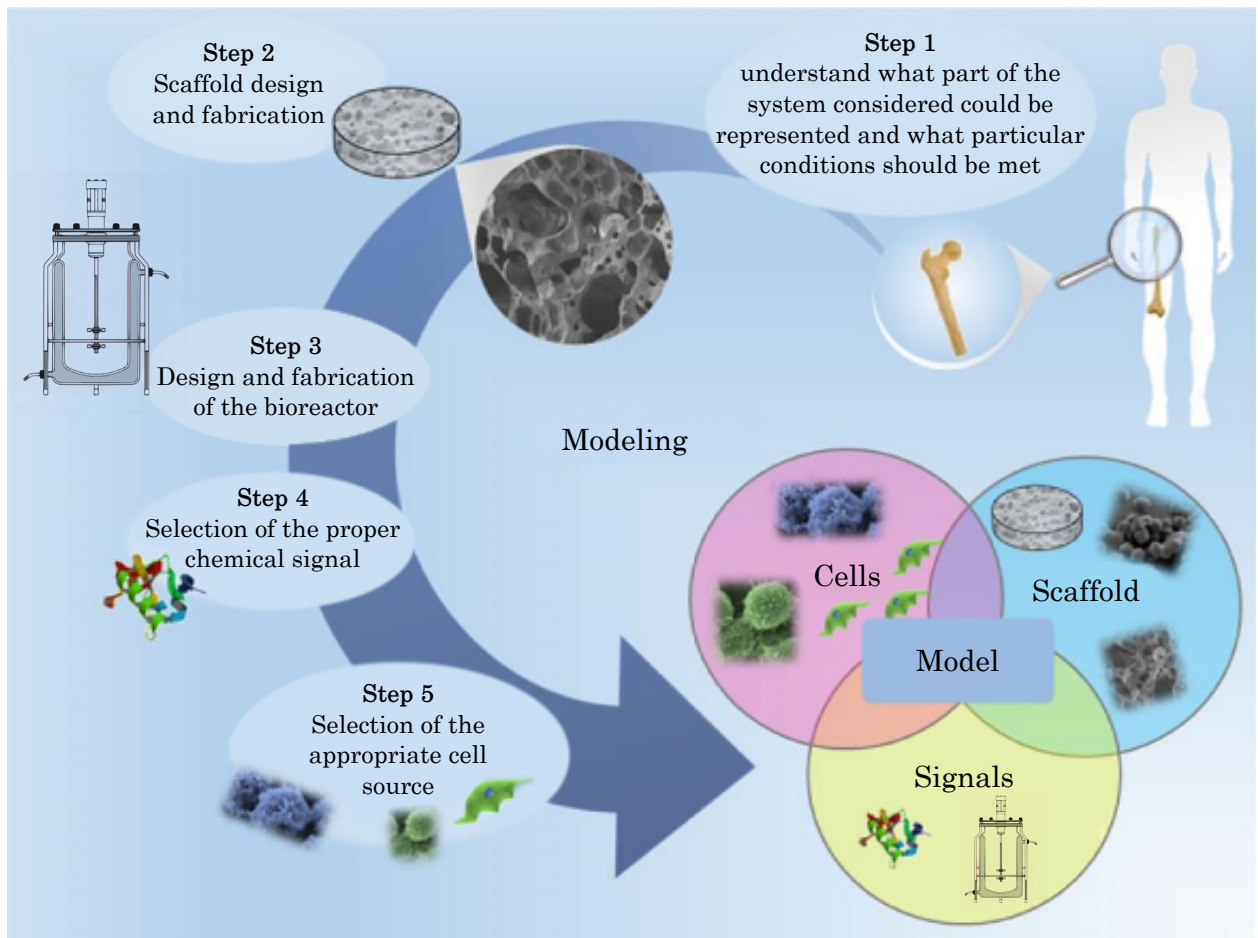 Step 1
understand what part of the
system considered could be
represented and what particular
conditions should be met
Step 2
Scaffold design
and fabrication
Step 3
Design and fabrication
of the bioreactor
Step 4
Selection of the proper
chemical signal
Step 5
Selection of the
appropriate cell
source
Modeling
Cells
Scaffold
Model
Signals